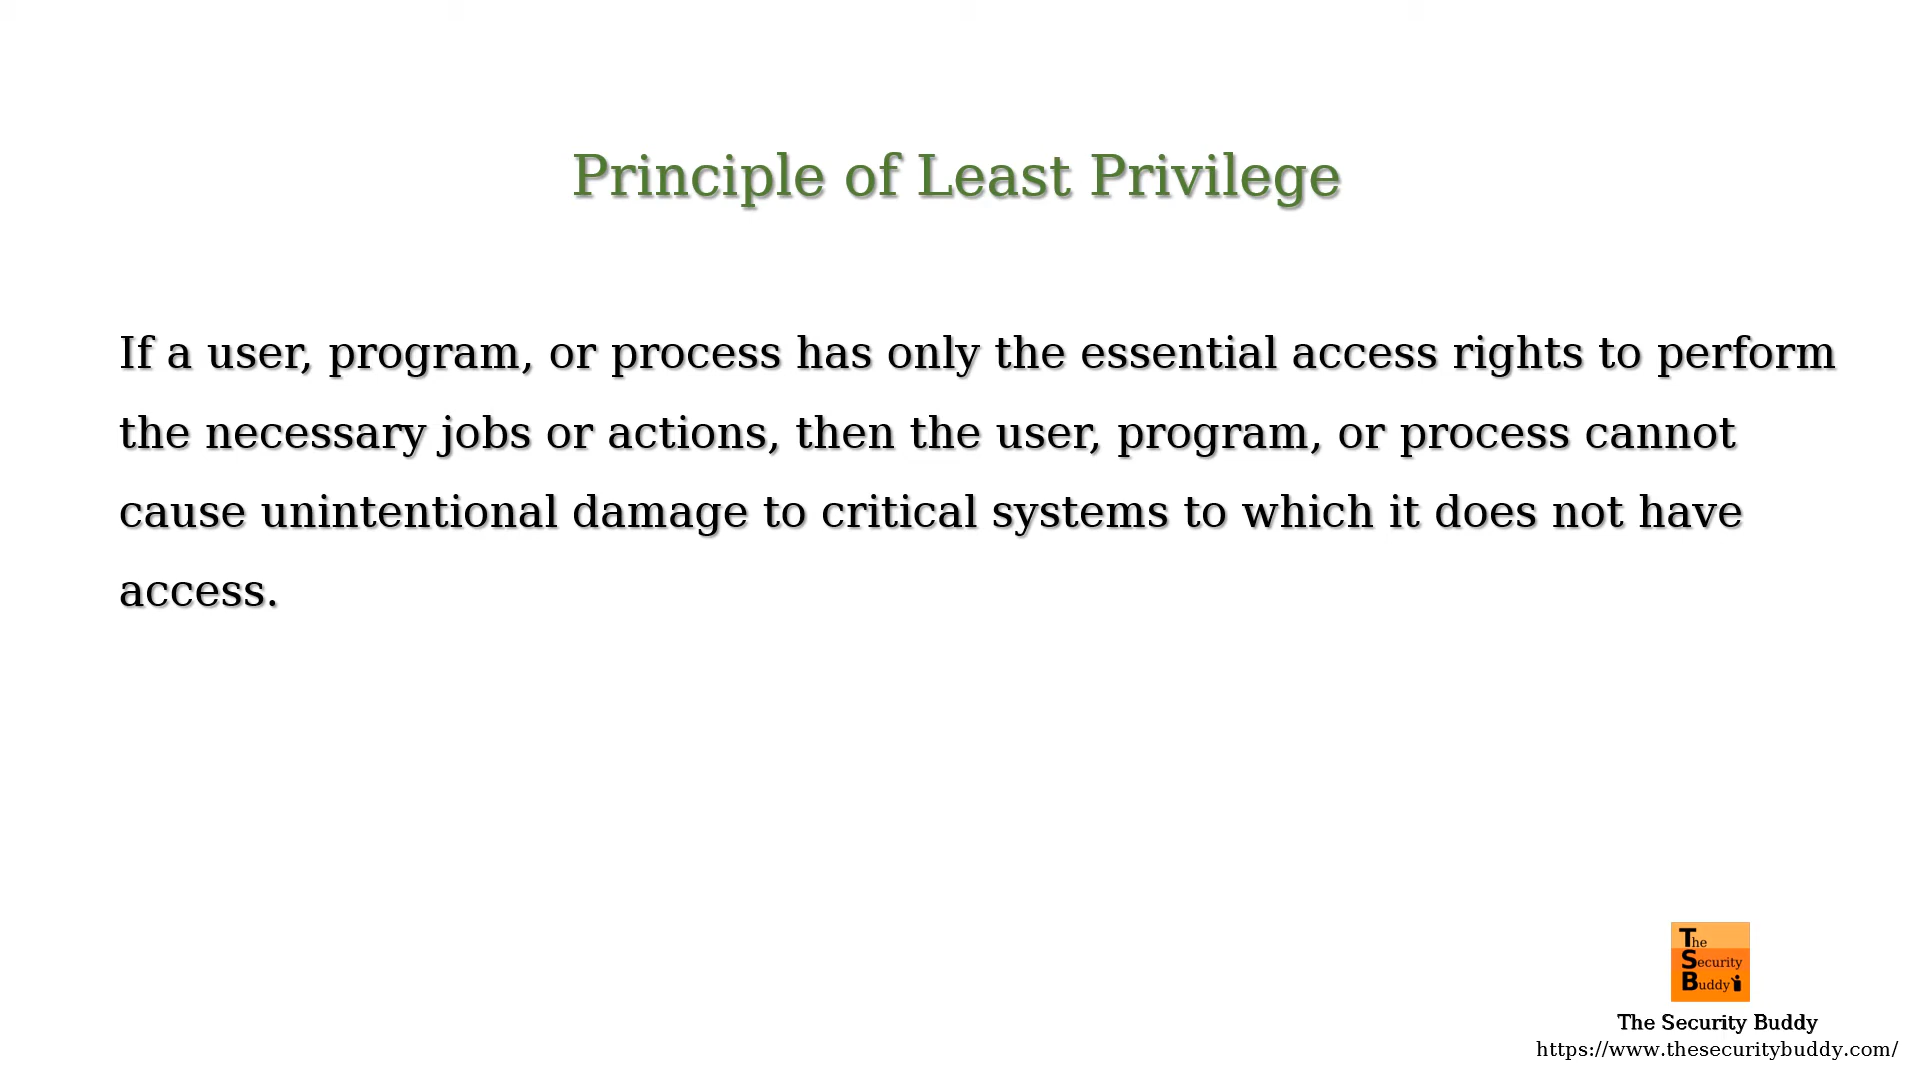 Principle of Least Privilege
If a user, program, or process has only the essential access rights to perform
the necessary jobs or actions, then the user, program, or process cannot
cause unintentional damage to critical systems to which it does not have
access.
The
Security
Buddy
The Security Buddy
https://www.thesecuritybuddy.com/